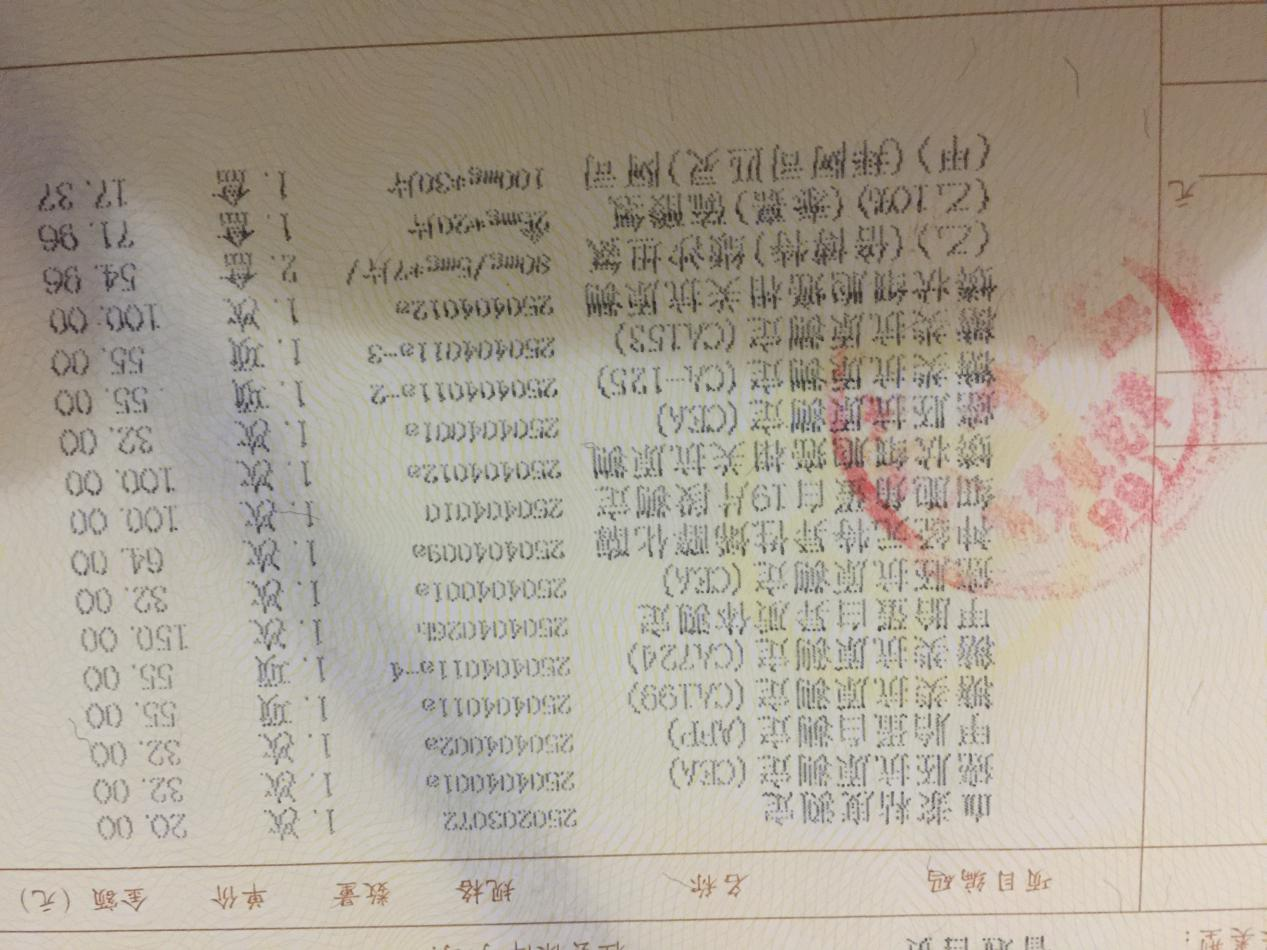 项目编码 名称 规格 数量 单价 金额（元）
血浆粘度测定 250203072 1. 次 20.00
癌胚抗原测定 (CEA) 250404001a 1. 次 32.00
甲胎蛋白测定 (AFP) 250404002a 1. 次 32.00
糖类抗原测定 (CA199) 250404011a 1. 项 55.00
糖类抗原测定 (CA724) 250404011a-4 1. 项 55.00
甲胎蛋白异质体测定 250404026b 1. 次 150.00
癌胚抗原测定 (CEA) 250404001a 1. 次 32.00
神经元特异性烯醇化酶 250404009a 1. 次 64.00
细胞角蛋白19片段测定 250404010 1. 次 100.00
鳞状细胞癌相关抗原测 250404012a 1. 次 100.00
癌胚抗原测定 (CEA) 250404001a 1. 次 32.00
糖类抗原测定 (CA-125) 250404011a-2 1. 项 55.00
糖类抗原测定 (CA153) 250404011a-3 1. 项 55.00
鳞状细胞癌相关抗原测 250404012a 1. 次 100.00
(乙)(倍博特)缬沙坦氨 80mg/5mg*7片/ 2. 盒 54.96
(乙10%)(泰嘉)硫酸氢 25mg*20片 1. 盒 71.96
(甲)(拜阿司匹灵)阿司 100mg*30片 1. 盒 17.37
元